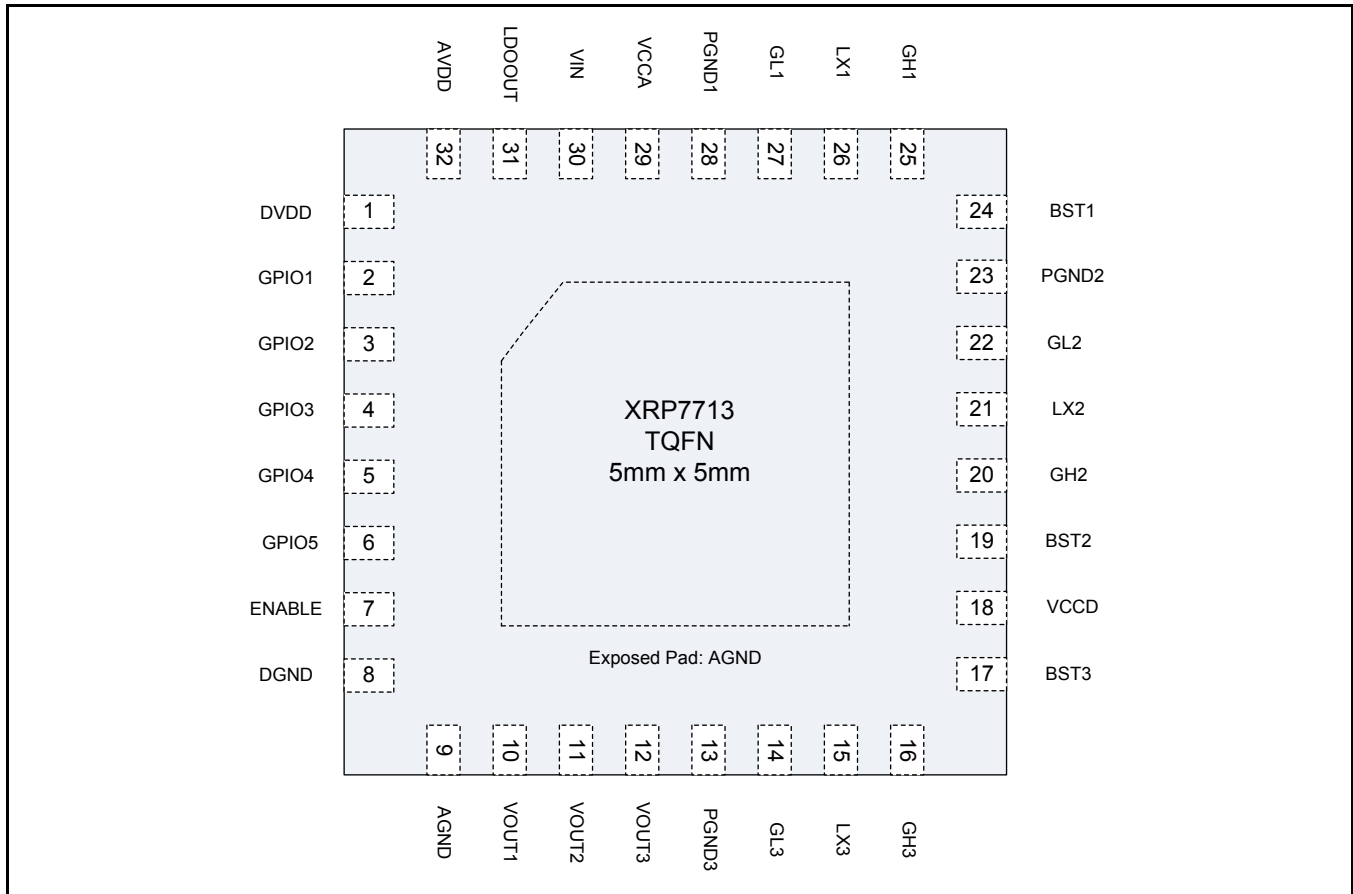 AVDD
LDOOUT
VIN
VCCA
PGND1
GL1
LX1
GH1
32
31
30
29
28
27
26
25
DVDD 1
GPIO1 2
GPIO2 3
GPIO3 4
GPIO4 5
GPIO5 6
ENABLE 7
DGND 8
24 BST1
23 PGND2
22 GL2
21 LX2
20 GH2
19 BST2
18 VCCD
17 BST3
XRP7713
TQFN
5mm x 5mm
Exposed Pad: AGND
9
10
11
12
13
14
15
16
AGND
VOUT1
VOUT2
VOUT3
PGND3
GL3
LX3
GH3